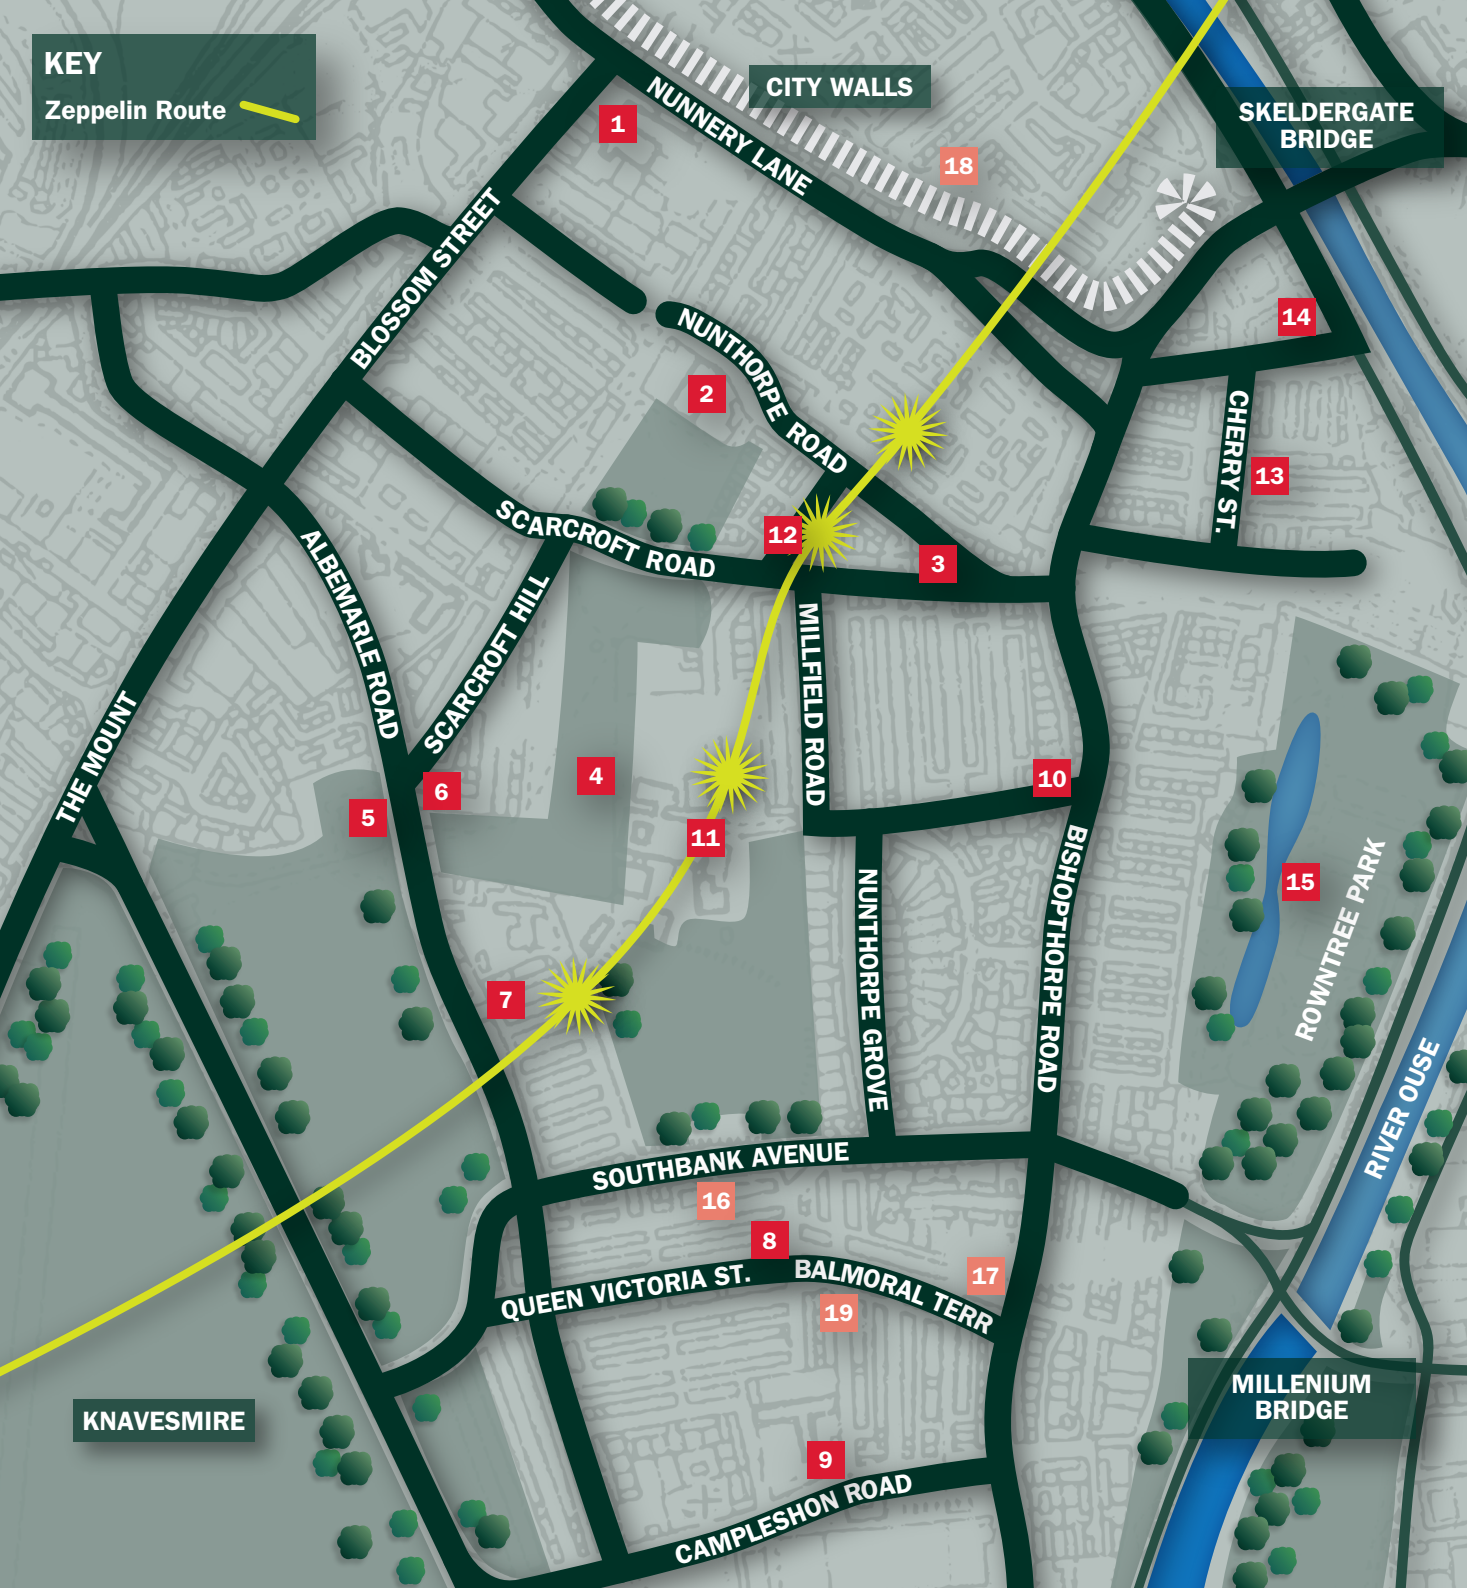 KEY
Zeppelin Route
CITY WALLS
SKELDERGATE
BRIDGE
1
NUNNERY LANE
18
BLOSSOM STREET
14
NUNTHORPE ROAD
2
CHERRY ST.
13
SCARCROFT ROAD
12
3
ALBEMARLE ROAD
SCARCROFT HILL
MILLFIELD ROAD
THE MOUNT
4
10
6
5
11
BISHOPTHORPE ROAD
15
ROWNTREE PARK
NUNTHORPE GROVE
7
RIVER OUSE
SOUTHBANK AVENUE
16
8
QUEEN VICTORIA ST.
BALMORAL TERR
17
19
KNAVESMIRE
MILLENIUM
BRIDGE
9
CAMPLESHON ROAD